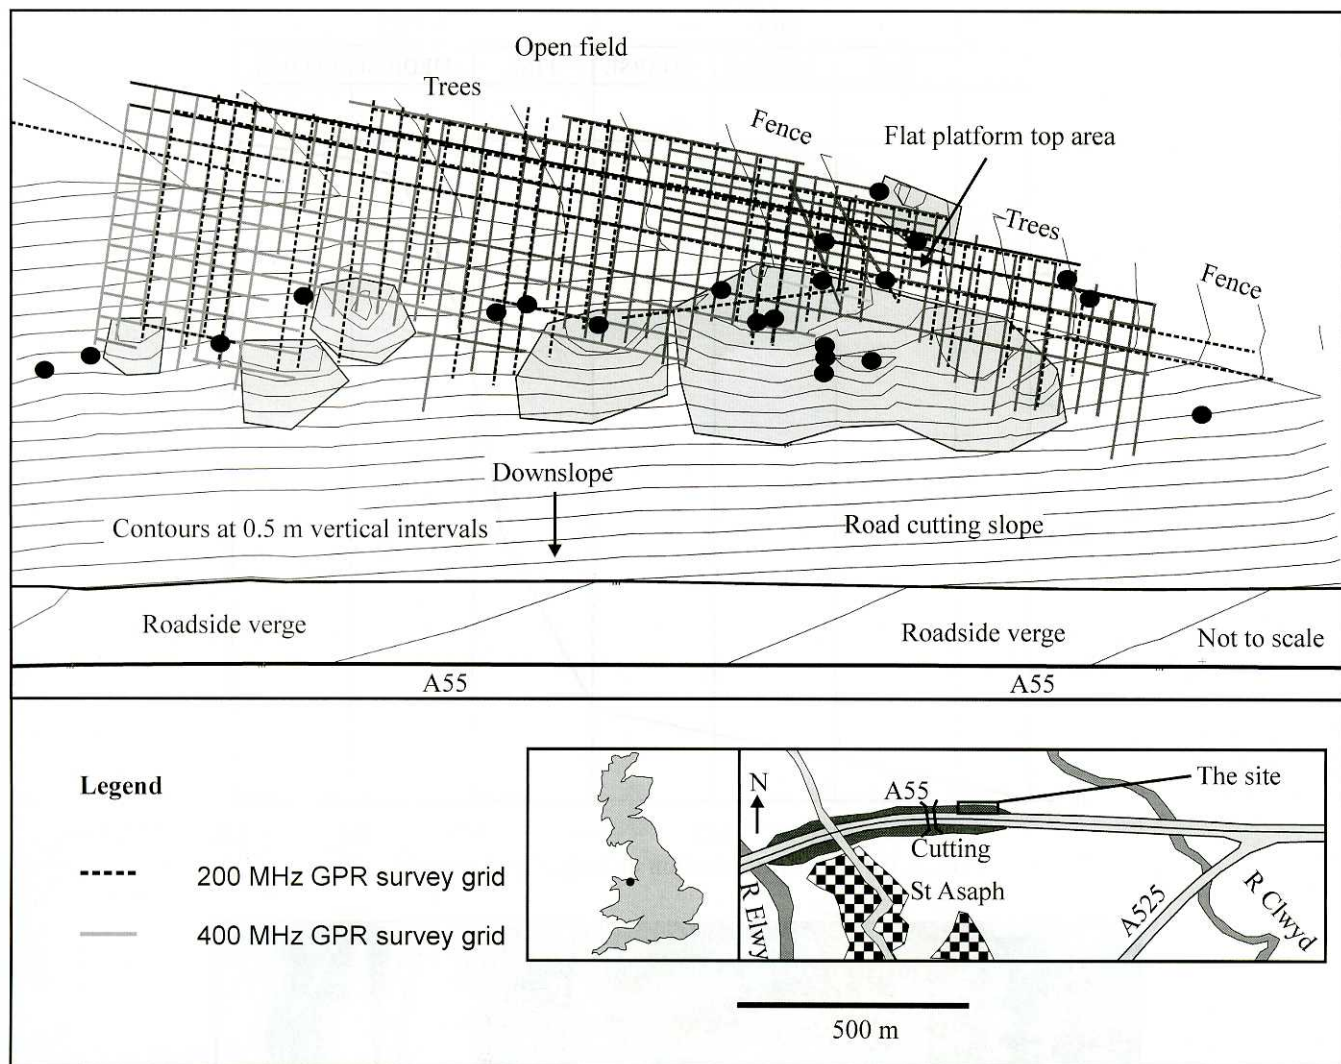 Open field
Trees
Fence
Flat platform top area
Trees
Fence
Downslope
Contours at 0.5 m vertical intervals
Road cutting slope
Roadside verge
Roadside verge
Not to scale
A55
A55
Legend
200 MHz GPR survey grid
400 MHz GPR survey grid
N
A55
The site
Cutting
St Asaph
R Elwy
A525
R Clwyd
500 m